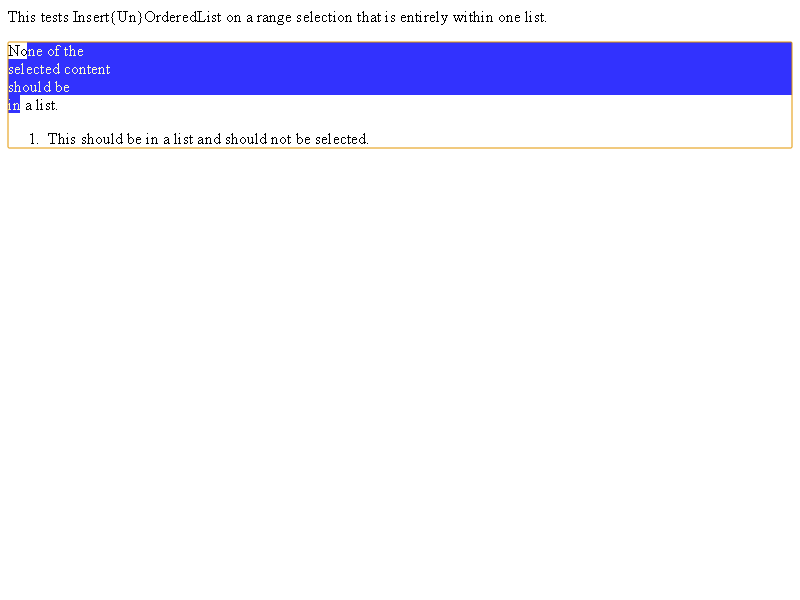 This tests Insert{Un}OrderedList on a range selection that is entirely within one list.
None of the
selected content
should be
in a list.
1. This should be in a list and should not be selected.